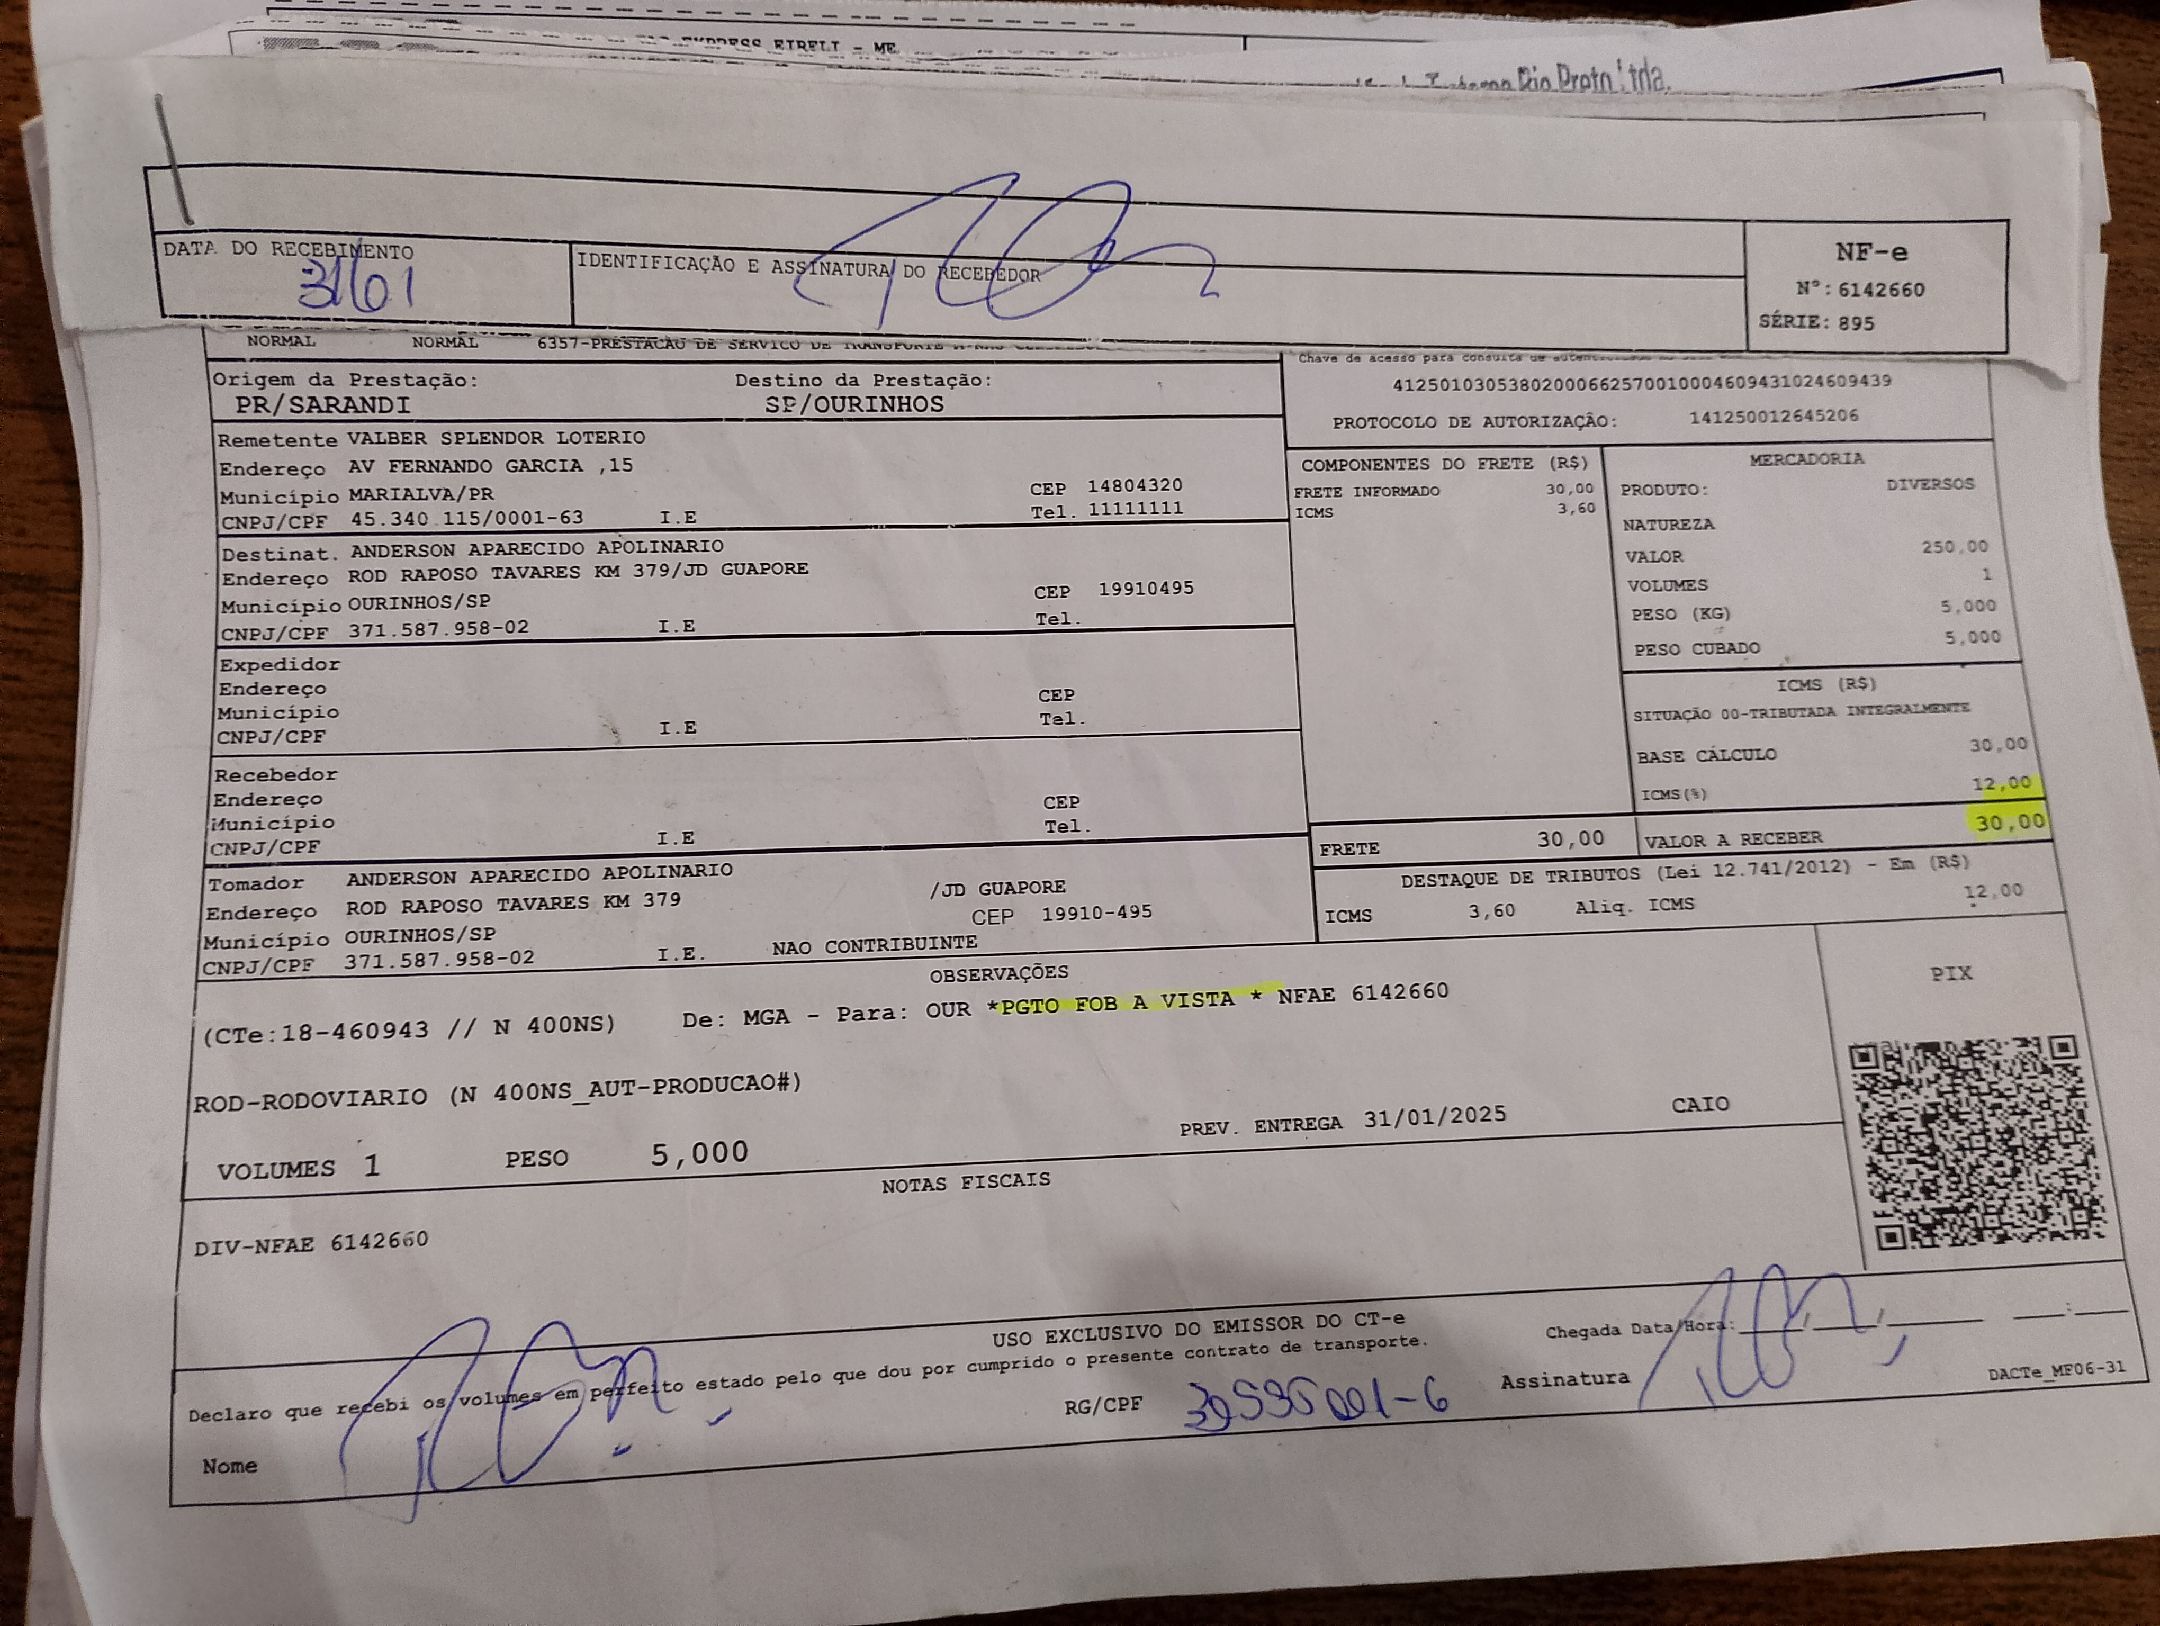 EXPRESS EIRELI - ME
DATA DO RECEBIMENTO
31/01
IDENTIFICAÇÃO E ASSINATURA DO RECEBEDOR
NF-e
Nº: 6142660
SÉRIE: 895
NORMAL NORMAL 6357-PRESTACAO DE SERVICO DE TRANSPORTE A NAO
Chave de acesso para consulta de
41250103053802000662570010004609431024609439
PROTOCOLO DE AUTORIZAÇÃO: 141250012645206
Origem da Prestação: Destino da Prestação:
PR/SARANDI SP/OURINHOS
Remetente VALBER SPLENDOR LOTERIO
Endereço AV FERNANDO GARCIA ,15
Município MARIALVA/PR CEP 14804320
CNPJ/CPF 45.340.115/0001-63 I.E Tel. 11111111
Destinat. ANDERSON APARECIDO APOLINARIO
Endereço ROD RAPOSO TAVARES KM 379/JD GUAPORE
Município OURINHOS/SP CEP 19910495
CNPJ/CPF 371.587.958-02 I.E Tel.
Expedidor
Endereço
Município CEP
CNPJ/CPF I.E Tel.
Recebedor
Endereço
Município CEP
CNPJ/CPF I.E Tel.
Tomador ANDERSON APARECIDO APOLINARIO
Endereço ROD RAPOSO TAVARES KM 379 /JD GUAPORE
Município OURINHOS/SP CEP 19910-495
CNPJ/CPF 371.587.958-02 I.E. NAO CONTRIBUINTE
COMPONENTES DO FRETE (R$)
FRETE INFORMADO 30,00
ICMS 3,60
MERCADORIA
PRODUTO: DIVERSOS
NATUREZA
VALOR 250,00
VOLUMES 1
PESO (KG) 5,000
PESO CUBADO 5,000
ICMS (R$)
SITUAÇÃO 00-TRIBUTADA INTEGRALMENTE
BASE CÁLCULO 30,00
ICMS(%) 12,00
FRETE 30,00 VALOR A RECEBER 30,00
DESTAQUE DE TRIBUTOS (Lei 12.741/2012) - Em (R$)
ICMS 3,60 Aliq. ICMS 12,00
OBSERVAÇÕES
(CTe:18-460943 // N 400NS) De: MGA - Para: OUR *PGTO FOB A VISTA * NFAE 6142660
PIX
ROD-RODOVIARIO (N 400NS_AUT-PRODUCAO#)
PREV. ENTREGA 31/01/2025 CAIO
VOLUMES 1 PESO 5,000
NOTAS FISCAIS
DIV-NFAE 6142660
USO EXCLUSIVO DO EMISSOR DO CT-e
Declaro que recebi os volumes em perfeito estado pelo que dou por cumprido o presente contrato de transporte.
Chegada Data/Hora:
Nome
RG/CPF
Assinatura
DACTe_MF06-31